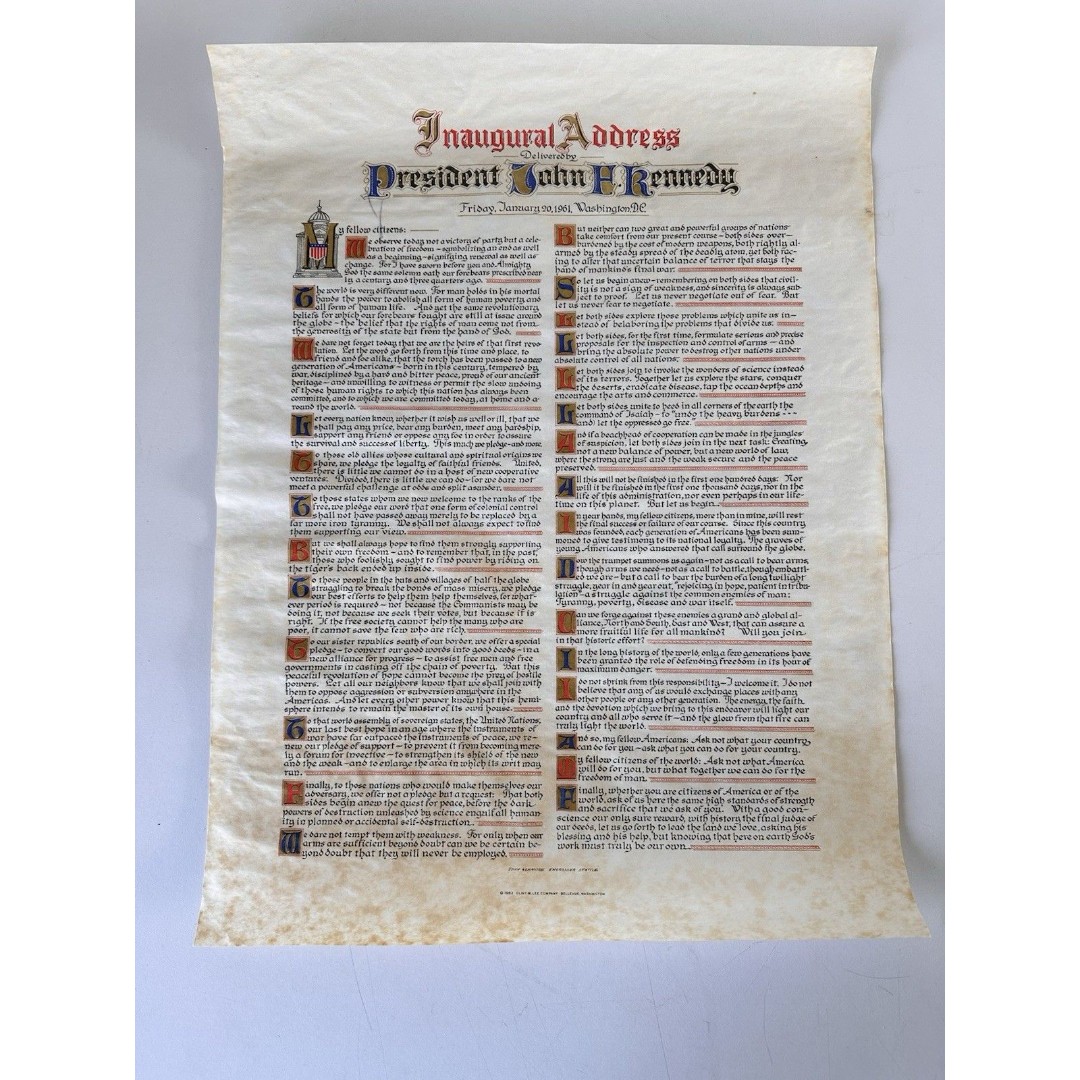 Inaugural Address
Delivered by
President John F. Kennedy
Friday, January 20, 1961, Washington, D.C.
My fellow citizens:
We observe today not a victory of party but a cele-
bration of freedom – symbolizing an end as well
as a beginning – signifying renewal as well as
change. For I have sworn before you and Almighty
God the same solemn oath our forebears prescribed near
ly a century and three quarters ago.
The world is very different now. For man holds in his mortal
hands the power to abolish all form of human poverty and
all form of human life. And yet the same revolutionary
beliefs for which our forebears fought are still at issue around
the globe – the belief that the rights of man come not from
the generosity of the state but from the hand of God.
We dare not forget today that we are the heirs of that first revo-
lution. Let the word go forth from this time and place, to
friend and foe alike, that the torch has been passed to a new
generation of Americans – born in this century, tempered by
war, disciplined by a hard and bitter peace, proud of our ancient
heritage – and unwilling to witness or permit the slow undoing
of those human rights to which this nation has always been
committed, and to which we are committed today, at home and a-
round the world.
Let every nation know, whether it wish us well or ill, that we
shall pay any price, bear any burden, meet any hardship,
support any friend or oppose any foe in order to assure
the survival and success of liberty. This much we pledge – and more.
To those old allies whose cultural and spiritual origins we
share, we pledge the loyalty of faithful friends. United,
there is little we cannot do in a host of new cooperative
ventures. Divided, there is little we can do – for we dare not
meet a powerful challenge at odds and split asunder.
To those states whom we now welcome to the ranks of the
free, we pledge our word that one form of colonial control
shall not have passed away merely to be replaced by a
far more iron tyranny. We shall not always expect to find
them supporting our view.
But we shall always hope to find them strongly supporting
their own freedom – and to remember that, in the past,
those who foolishly sought to find power by riding on
the tiger's back ended up inside.
To those people in the huts and villages of half the globe
struggling to break the bonds of mass misery, we pledge
our best efforts to help them help themselves, for what-
ever period is required – not because the Communists may be
doing it, not because we seek their votes, but because it is
right. If the free society cannot help the many who are
poor, it cannot save the few who are rich.
To our sister republics south of our border, we offer a special
pledge – to convert our good words into good deeds – in a
new alliance for progress – to assist free men and free
governments in casting off the chain of poverty. But this
peaceful revolution of hope cannot become the prey of hostile
powers. Let all our neighbors know that we shall join with
them to oppose aggression or subversion anywhere in the
Americas. And let every other power know that this hemi-
sphere intends to remain the master of its own house.
To that world assembly of sovereign states, the United Nations,
our last best hope in an age where the instruments of
war have far outpaced the instruments of peace, we re-
new our pledge of support – to prevent it from becoming mere-
ly a forum for invective – to strengthen its shield of the new
and the weak – and to enlarge the area in which its writ may
run.
Finally, to those nations who would make themselves our
adversary, we offer not a pledge but a request: That both
sides begin anew the quest for peace, before the dark
powers of destruction unleashed by science engulf all human-
ity in planned or accidental self-destruction.
We dare not tempt them with weakness. For only when our
arms are sufficient beyond doubt can we be certain be-
yond doubt that they will never be employed.
But neither can two great and powerful groups of nations
take comfort from our present course – both sides over-
burdened by the cost of modern weapons, both rightly al-
armed by the steady spread of the deadly atom, yet both rac-
ing to alter that uncertain balance of terror that stays the
hand of mankind's final war.
So let us begin anew – remembering on both sides that civil-
ity is not a sign of weakness, and sincerity is always sub-
ject to proof. Let us never negotiate out of fear. But
let us never fear to negotiate.
Let both sides explore those problems which unite us in-
stead of belaboring the problems that divide us.
Let both sides, for the first time, formulate serious and precise
proposals for the inspection and control of arms – and
bring the absolute power to destroy other nations under
absolute control of all nations.
Let both sides join to invoke the wonders of science instead
of its terrors. Together let us explore the stars, conquer
the deserts, eradicate disease, tap the ocean depths and
encourage the arts and commerce.
Let both sides unite to heed in all corners of the earth the
command of Isaiah – to "undo the heavy burdens ---
and let the oppressed go free.
And if a beachhead of cooperation can be made in the jungles
of suspicion, let both sides join in the next task: Creating
not a new balance of power, but a new world of law,
where the strong are just and the weak secure and the peace
preserved.
All this will not be finished in the first one hundred days. Nor
will it be finished in the first one thousand days, nor in the
life of this administration, nor even perhaps in our life-
time on this planet. But let us begin.
In your hands, my fellow citizens, more than in mine, will rest
the final success or failure of our course. Since this country
was founded, each generation of Americans has been sum-
moned to give testimony to its national loyalty. The graves of
young Americans who answered that call surround the globe.
Now the trumpet summons us again – not as a call to bear arms,
though arms we need – not as a call to battle, though embattl-
ed we are – but a call to bear the burden of a long twilight
struggle, year in and year out, "rejoicing in hope, patient in tribu-
lation" – a struggle against the common enemies of man:
Tyranny, poverty, disease and war itself.
Can we forge against these enemies a grand and global al-
liance, North and South, East and West, that can assure a
more fruitful life for all mankind? Will you join
in that historic effort?
In the long history of the world, only a few generations have
been granted the role of defending freedom in its hour of
maximum danger.
I do not shrink from this responsibility – I welcome it. I do not
believe that any of us would exchange places with any
other people or any other generation. The energy, the faith
and the devotion which we bring to this endeavor will light our
country and all who serve it – and the glow from that fire can
truly light the world.
And so, my fellow Americans: Ask not what your country
can do for you – ask what you can do for your country.
My fellow citizens of the world: Ask not what America
will do for you, but what together we can do for the
freedom of man.
Finally, whether you are citizens of America or of the
world, ask of us here the same high standards of strength
and sacrifice that we ask of you. With a good con-
science our only sure reward, with history the final judge of
our deeds, let us go forth to lead the land we love, asking his
blessing and his help, but knowing that here on earth God's
work must truly be our own.